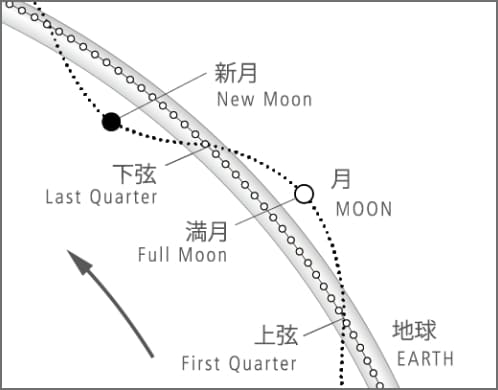 新月
New Moon
下弦
Last Quarter
月
MOON
満月
Full Moon
上弦
First Quarter
地球
EARTH